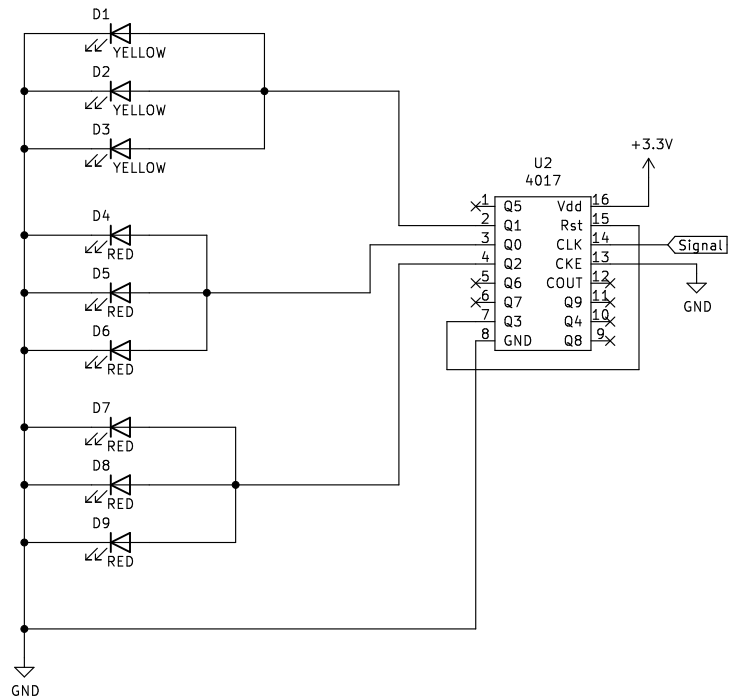 D1
YELLOW
D2
YELLOW
D3
YELLOW
D4
RED
D5
RED
D6
RED
D7
RED
D8
RED
D9
RED
GND
U2
4017
+3.3V
1 Q5 Vdd 16
2 Q1 Rst 15
3 Q0 CLK 14 Signal
4 Q2 CKE 13
5 Q6 COUT 12
6 Q7 Q9 11
7 Q3 Q4 10
8 GND Q8 9
GND